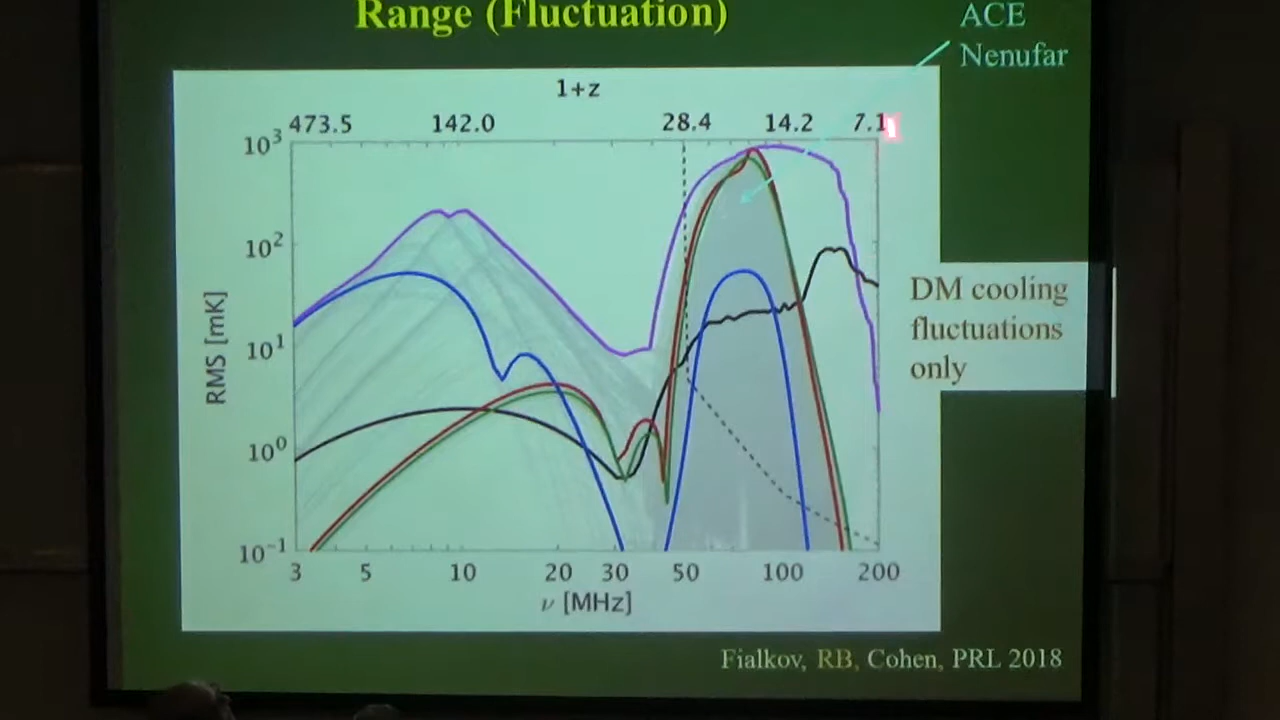 Range (Fluctuation)
ACE
Nenufar
1+z
473.5 142.0 28.4 14.2 7.1
10³
10²
10¹
10⁰
10⁻¹
RMS [mK]
3 5 10 20 30 50 100 200
ν [MHz]
DM cooling
fluctuations
only
Fialkov, RB, Cohen, PRL 2018